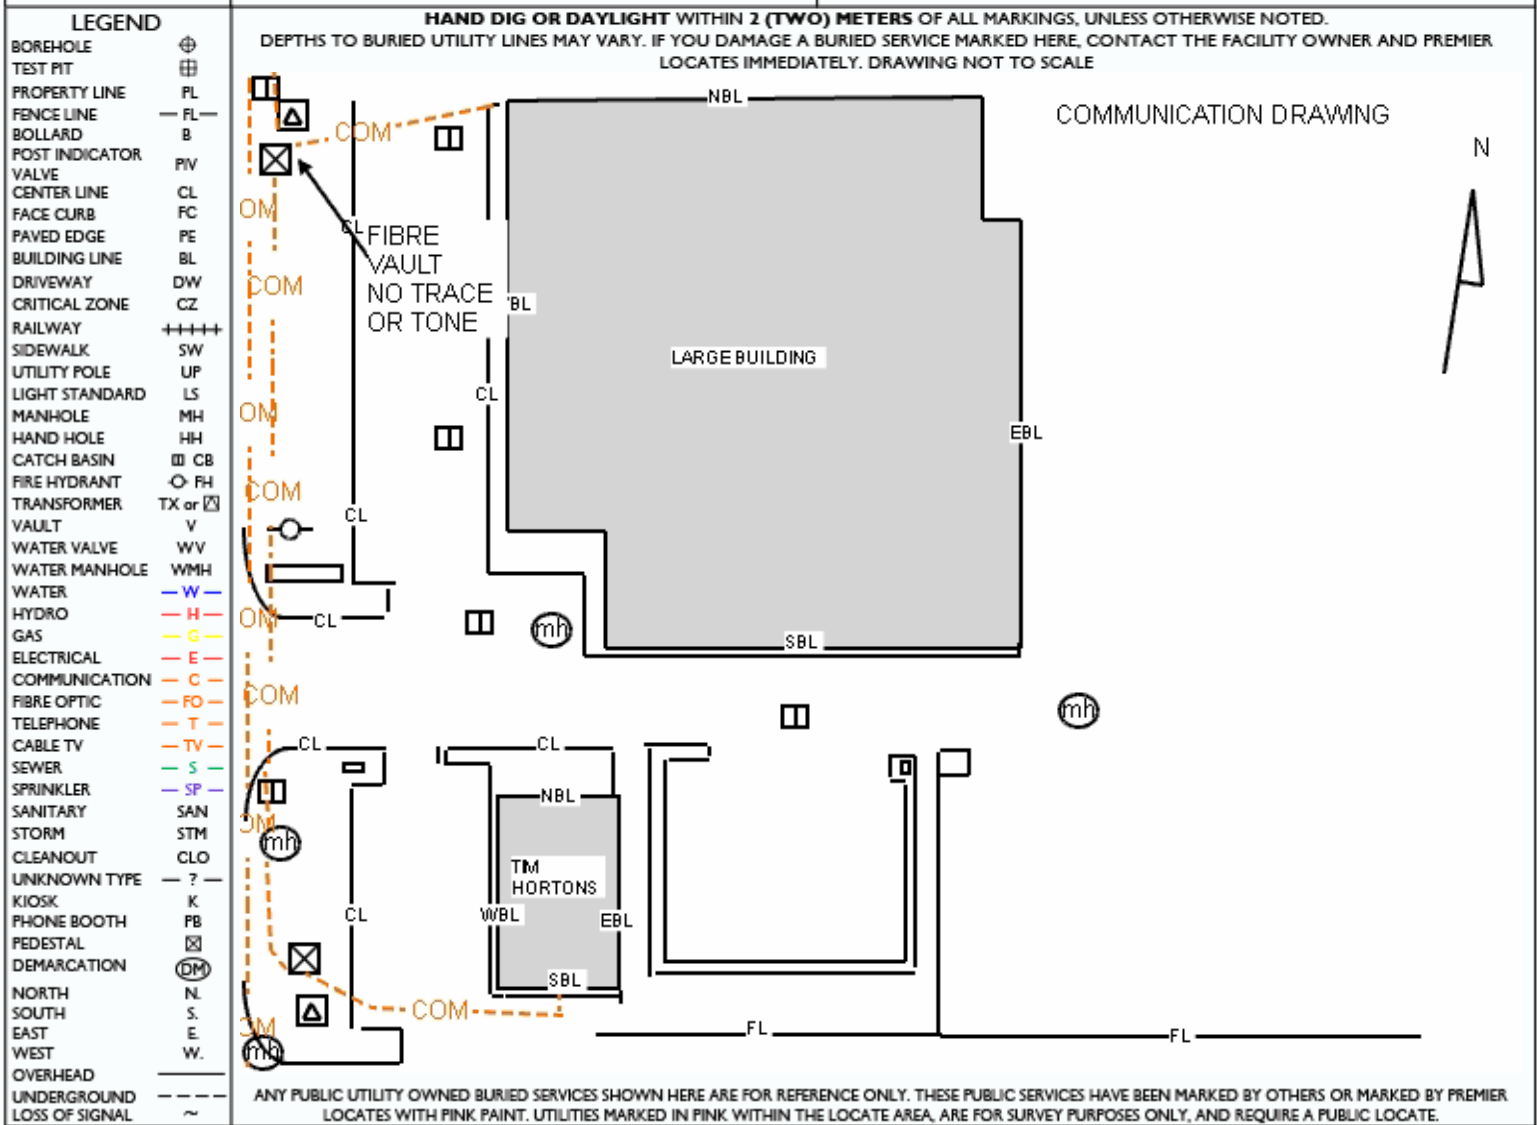 LEGEND
BOREHOLE
TEST PIT
PROPERTY LINE PL
FENCE LINE — FL —
BOLLARD B
POST INDICATOR
VALVE PIV
CENTER LINE CL
FACE CURB FC
PAVED EDGE PE
BUILDING LINE BL
DRIVEWAY DW
CRITICAL ZONE CZ
RAILWAY +++++
SIDEWALK SW
UTILITY POLE UP
LIGHT STANDARD LS
MANHOLE MH
HAND HOLE HH
CATCH BASIN CB
FIRE HYDRANT FH
TRANSFORMER TX or
VAULT V
WATER VALVE WV
WATER MANHOLE WMH
WATER — W —
HYDRO — H —
GAS — G —
ELECTRICAL — E —
COMMUNICATION — C —
FIBRE OPTIC — FO —
TELEPHONE — T —
CABLE TV — TV —
SEWER — S —
SPRINKLER — SP —
SANITARY SAN
STORM STM
CLEANOUT CLO
UNKNOWN TYPE — ? —
KIOSK K
PHONE BOOTH PB
PEDESTAL
DEMARCATION DM
NORTH N.
SOUTH S.
EAST E.
WEST W.
OVERHEAD
UNDERGROUND
LOSS OF SIGNAL ~
HAND DIG OR DAYLIGHT WITHIN 2 (TWO) METERS OF ALL MARKINGS, UNLESS OTHERWISE NOTED.
DEPTHS TO BURIED UTILITY LINES MAY VARY. IF YOU DAMAGE A BURIED SERVICE MARKED HERE, CONTACT THE FACILITY OWNER AND PREMIER
LOCATES IMMEDIATELY. DRAWING NOT TO SCALE
COMMUNICATION DRAWING
N
NBL
COM
OM
CL
FIBRE
VAULT
NO TRACE
OR TONE
COM
BL
LARGE BUILDING
CL
OM
EBL
COM
CL
OM
CL
mh
SBL
COM
mh
CL
CL
NBL
OM
mh
TIM
HORTONS
CL
WBL
EBL
SBL
COM
OM
mh
FL
FL
ANY PUBLIC UTILITY OWNED BURIED SERVICES SHOWN HERE ARE FOR REFERENCE ONLY. THESE PUBLIC SERVICES HAVE BEEN MARKED BY OTHERS OR MARKED BY PREMIER
LOCATES WITH PINK PAINT. UTILITIES MARKED IN PINK WITHIN THE LOCATE AREA, ARE FOR SURVEY PURPOSES ONLY, AND REQUIRE A PUBLIC LOCATE.